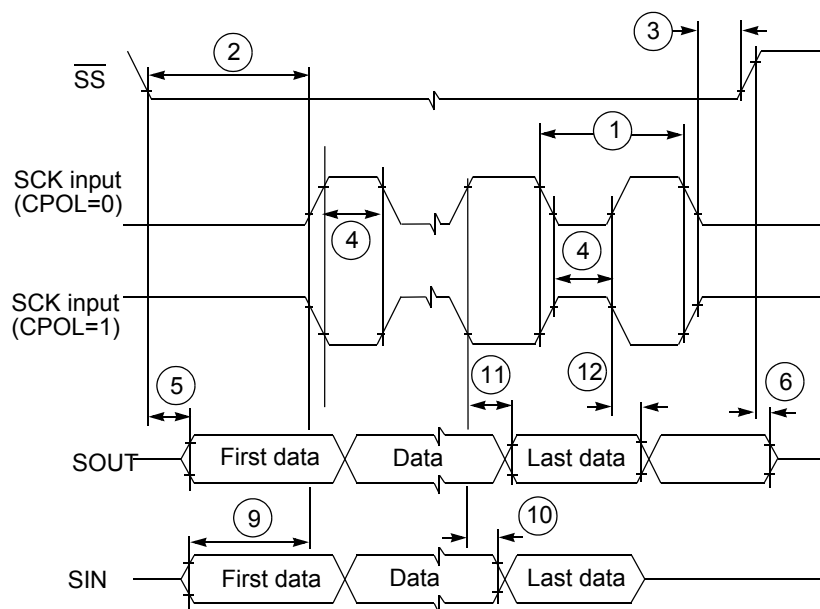 3
2
SS
1
SCK input
(CPOL=0)
4
4
SCK input
(CPOL=1)
5
11
12
6
SOUT
First data
Data
Last data
9
10
SIN
First data
Data
Last data